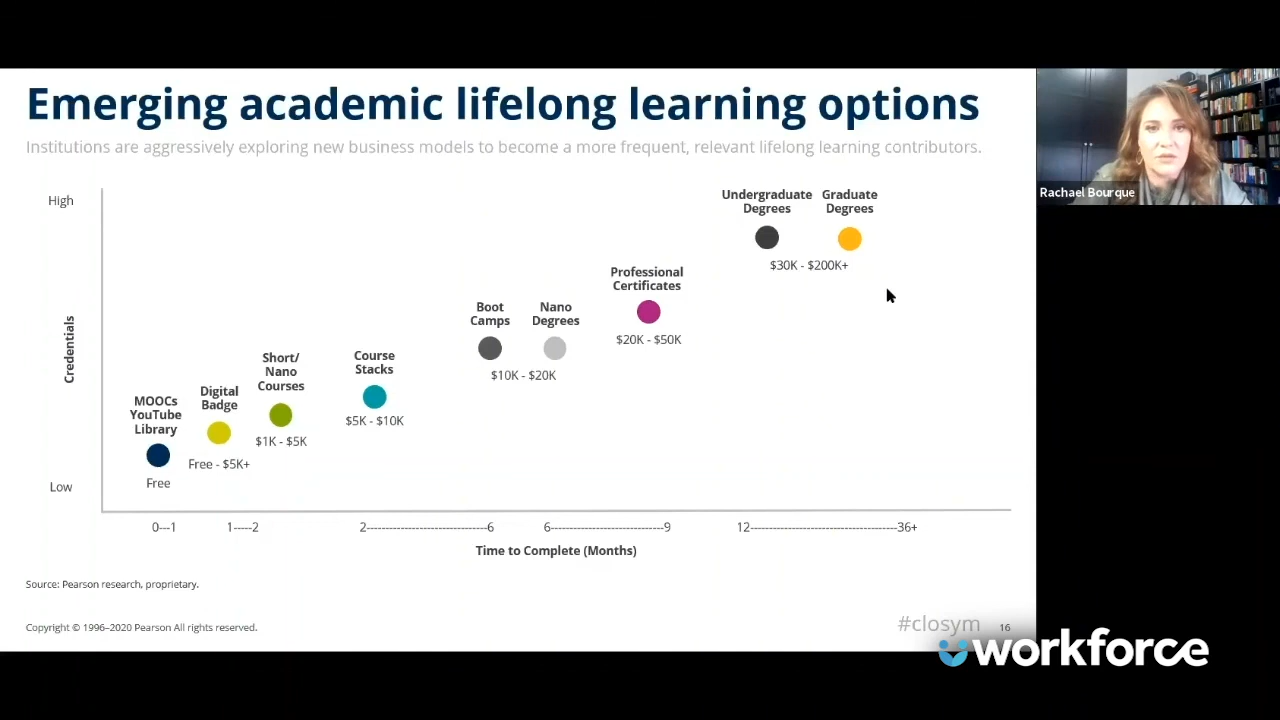 Emerging academic lifelong learning options
Institutions are aggressively exploring new business models to become a more frequent, relevant lifelong learning contributors.
Rachael Bourque
High
Credentials
Low
MOOCs
YouTube
Library
Free
Digital
Badge
Free - $5K+
Short/
Nano
Courses
$1K - $5K
Course
Stacks
$5K - $10K
Boot
Camps
Nano
Degrees
$10K - $20K
Professional
Certificates
$20K - $50K
Undergraduate
Degrees
Graduate
Degrees
$30K - $200K+
0---1
1-----2
2-------------------------------6
6-----------------------------9
12--------------------------------------36+
Time to Complete (Months)
Source: Pearson research, proprietary.
Copyright © 1996–2020 Pearson All rights reserved.
#closym
16
workforce